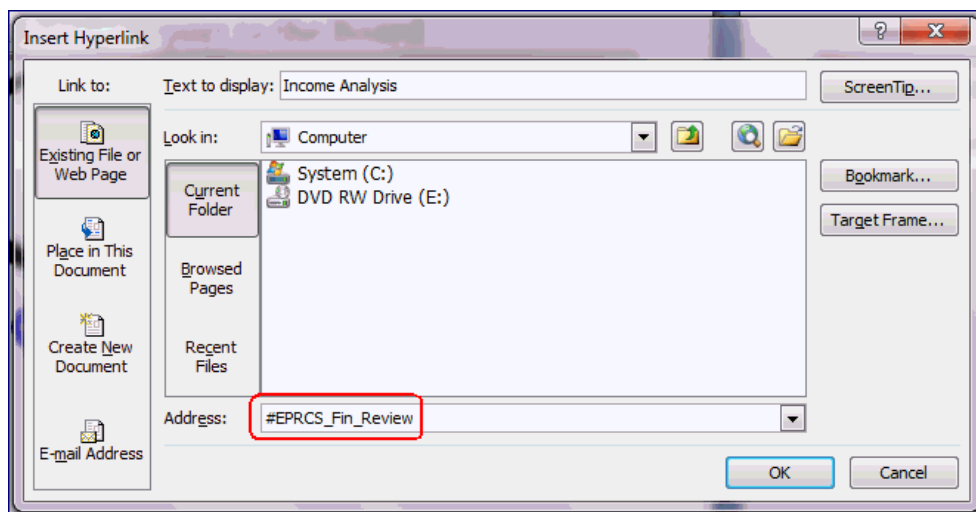 Insert Hyperlink
?
X
Link to:
Text to display:
Income Analysis
ScreenTip...
Existing File or
Web Page
Look in:
Computer
Current
Folder
System (C:)
DVD RW Drive (E:)
Bookmark...
Target Frame...
Place in This
Document
Browsed
Pages
Create New
Document
Recent
Files
E-mail Address
Address:
#EPRCS_Fin_Review
OK
Cancel